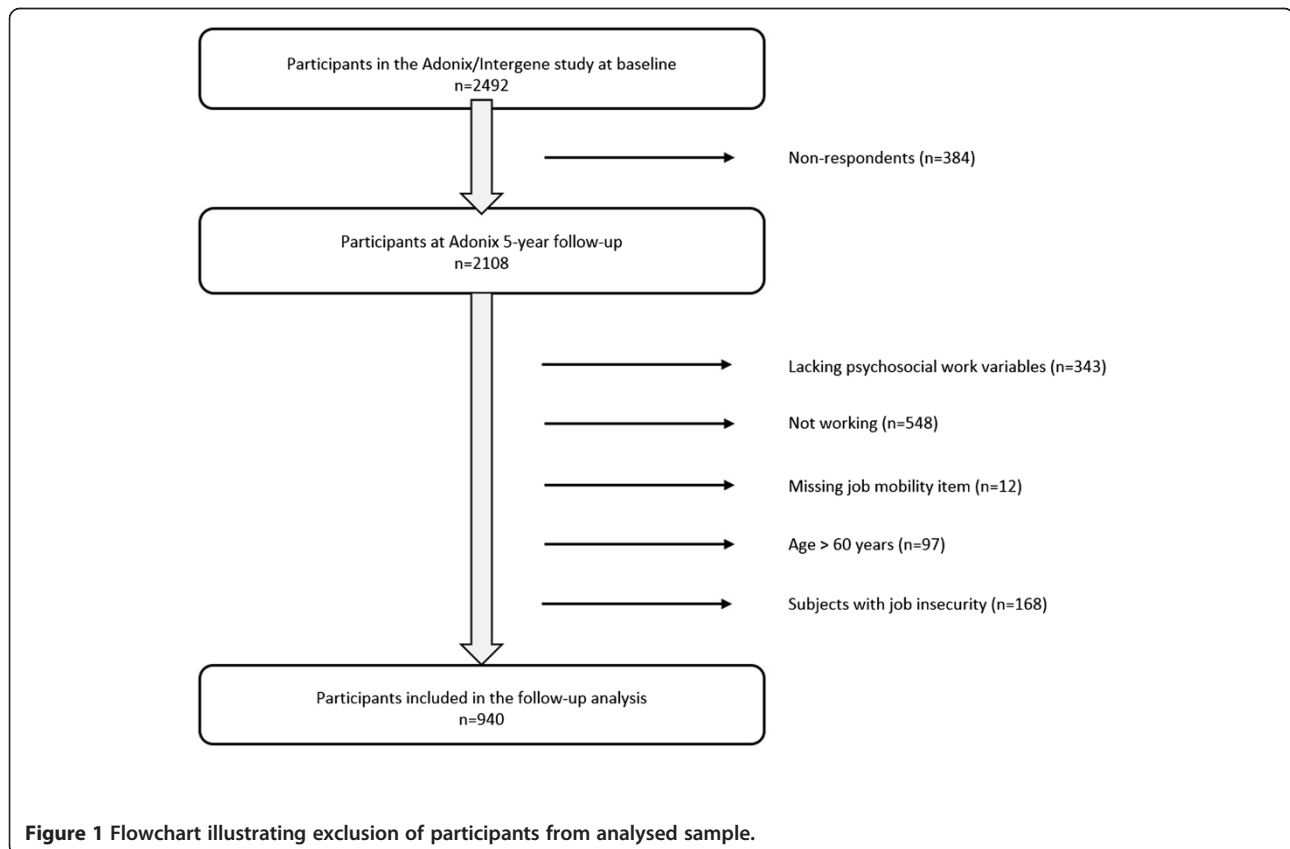 Participants in the Adonix/Intergene study at baseline
n=2492
Non-respondents (n=384)
Participants at Adonix 5-year follow-up
n=2108
Lacking psychosocial work variables (n=343)
Not working (n=548)
Missing job mobility item (n=12)
Age > 60 years (n=97)
Subjects with job insecurity (n=168)
Participants included in the follow-up analysis
n=940
Figure 1 Flowchart illustrating exclusion of participants from analysed sample.